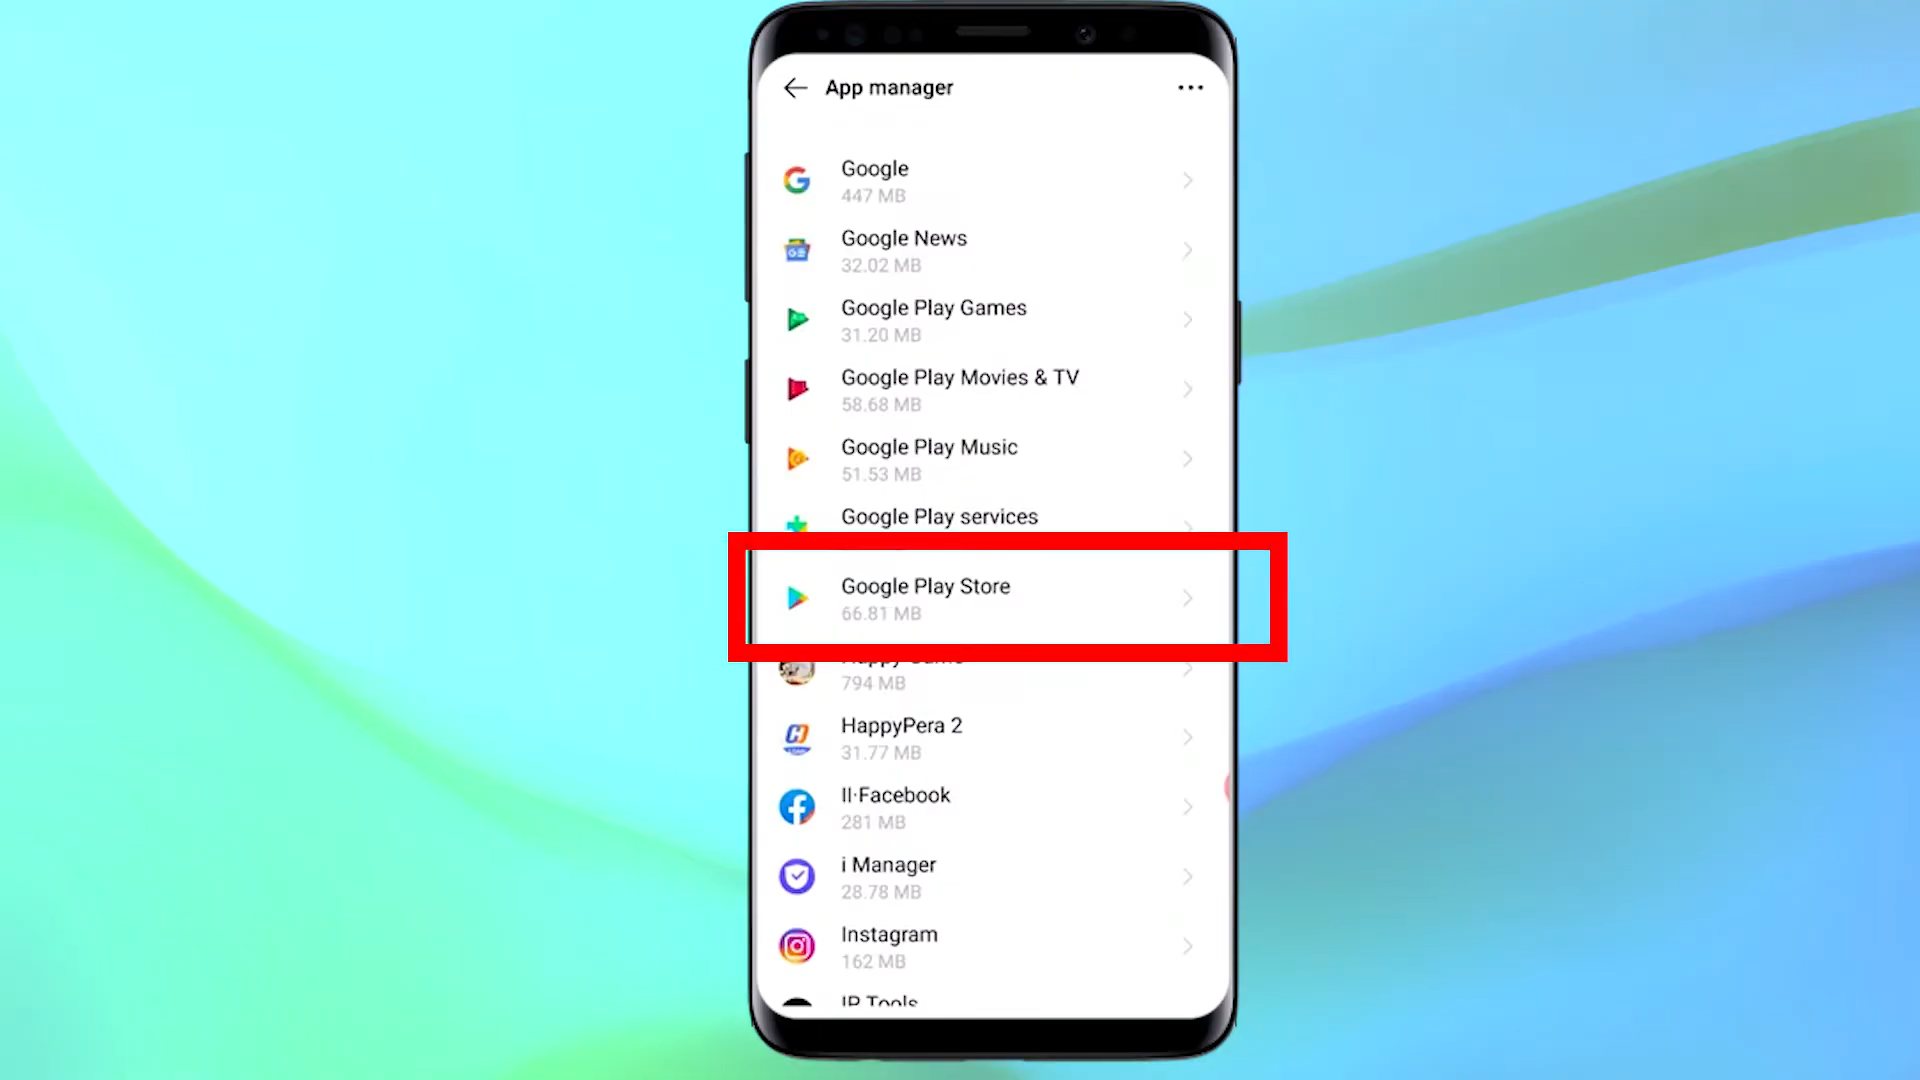 App manager
Google
447 MB
Google News
32.02 MB
Google Play Games
31.20 MB
Google Play Movies & TV
58.68 MB
Google Play Music
51.53 MB
Google Play services
Google Play Store
66.81 MB
794 MB
HappyPera 2
31.77 MB
II·Facebook
281 MB
i Manager
28.78 MB
Instagram
162 MB
IP Tools